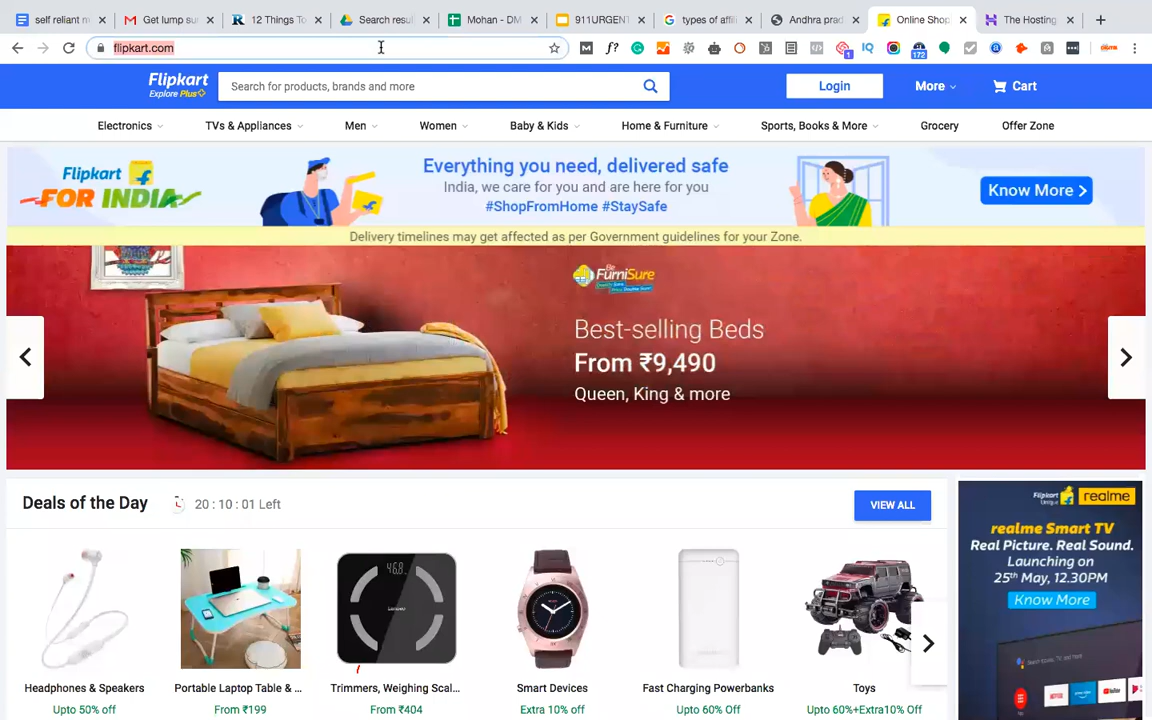 self reliant ru
Get lump su
12 Things To
Search resul
Mohan - DM
911URGENT
types of affili
Andhra prad
Online Shop
The Hosting
flipkart.com
172
1
Flipkart
Explore Plus
Search for products, brands and more
Login
More
Cart
Electronics
TVs & Appliances
Men
Women
Baby & Kids
Home & Furniture
Sports, Books & More
Grocery
Offer Zone
Flipkart
FOR INDIA
Everything you need, delivered safe
India, we care for you and are here for you
#ShopFromHome #StaySafe
Know More
Delivery timelines may get affected as per Government guidelines for your Zone.
Be
FurniSure
Best-selling Beds
From ₹9,490
Queen, King & more
Deals of the Day
20 : 10 : 01 Left
VIEW ALL
Headphones & Speakers
Upto 50% off
Portable Laptop Table & ...
From ₹199
Trimmers, Weighing Scal...
From ₹404
Smart Devices
Extra 10% off
Fast Charging Powerbanks
Upto 60% Off
Toys
Upto 60%+Extra10% Off
Flipkart
Unique
realme
realme Smart TV
Real Picture. Real Sound.
Launching on
25th May, 12.30PM
Know More
NETFLIX
YouTube